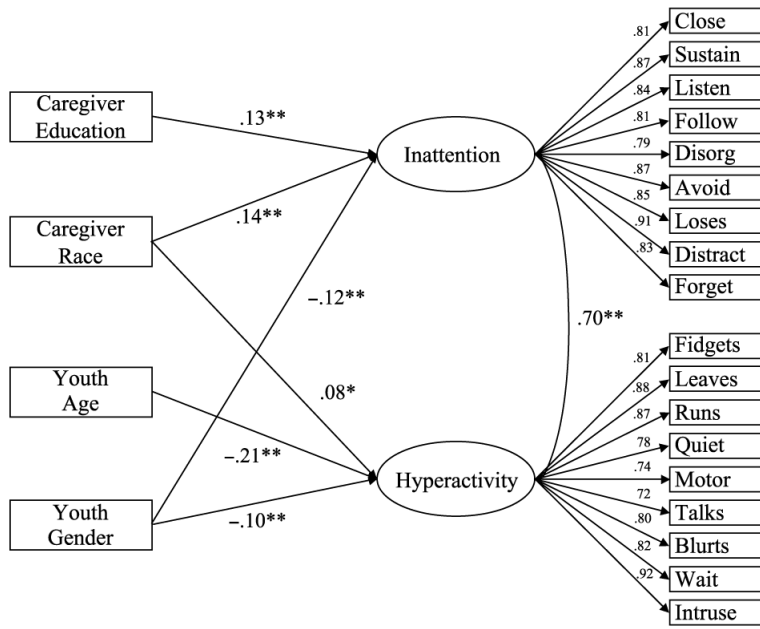 Caregiver
Education
Caregiver
Race
Youth
Age
Youth
Gender
.13**
.14**
–.12**
.08*
–.21**
–.10**
Inattention
Hyperactivity
.70**
.81
.87
.84
.81
.79
.87
.85
.91
.83
Close
Sustain
Listen
Follow
Disorg
Avoid
Loses
Distract
Forget
.81
.88
.87
78
.74
72
.80
.82
.92
Fidgets
Leaves
Runs
Quiet
Motor
Talks
Blurts
Wait
Intruse